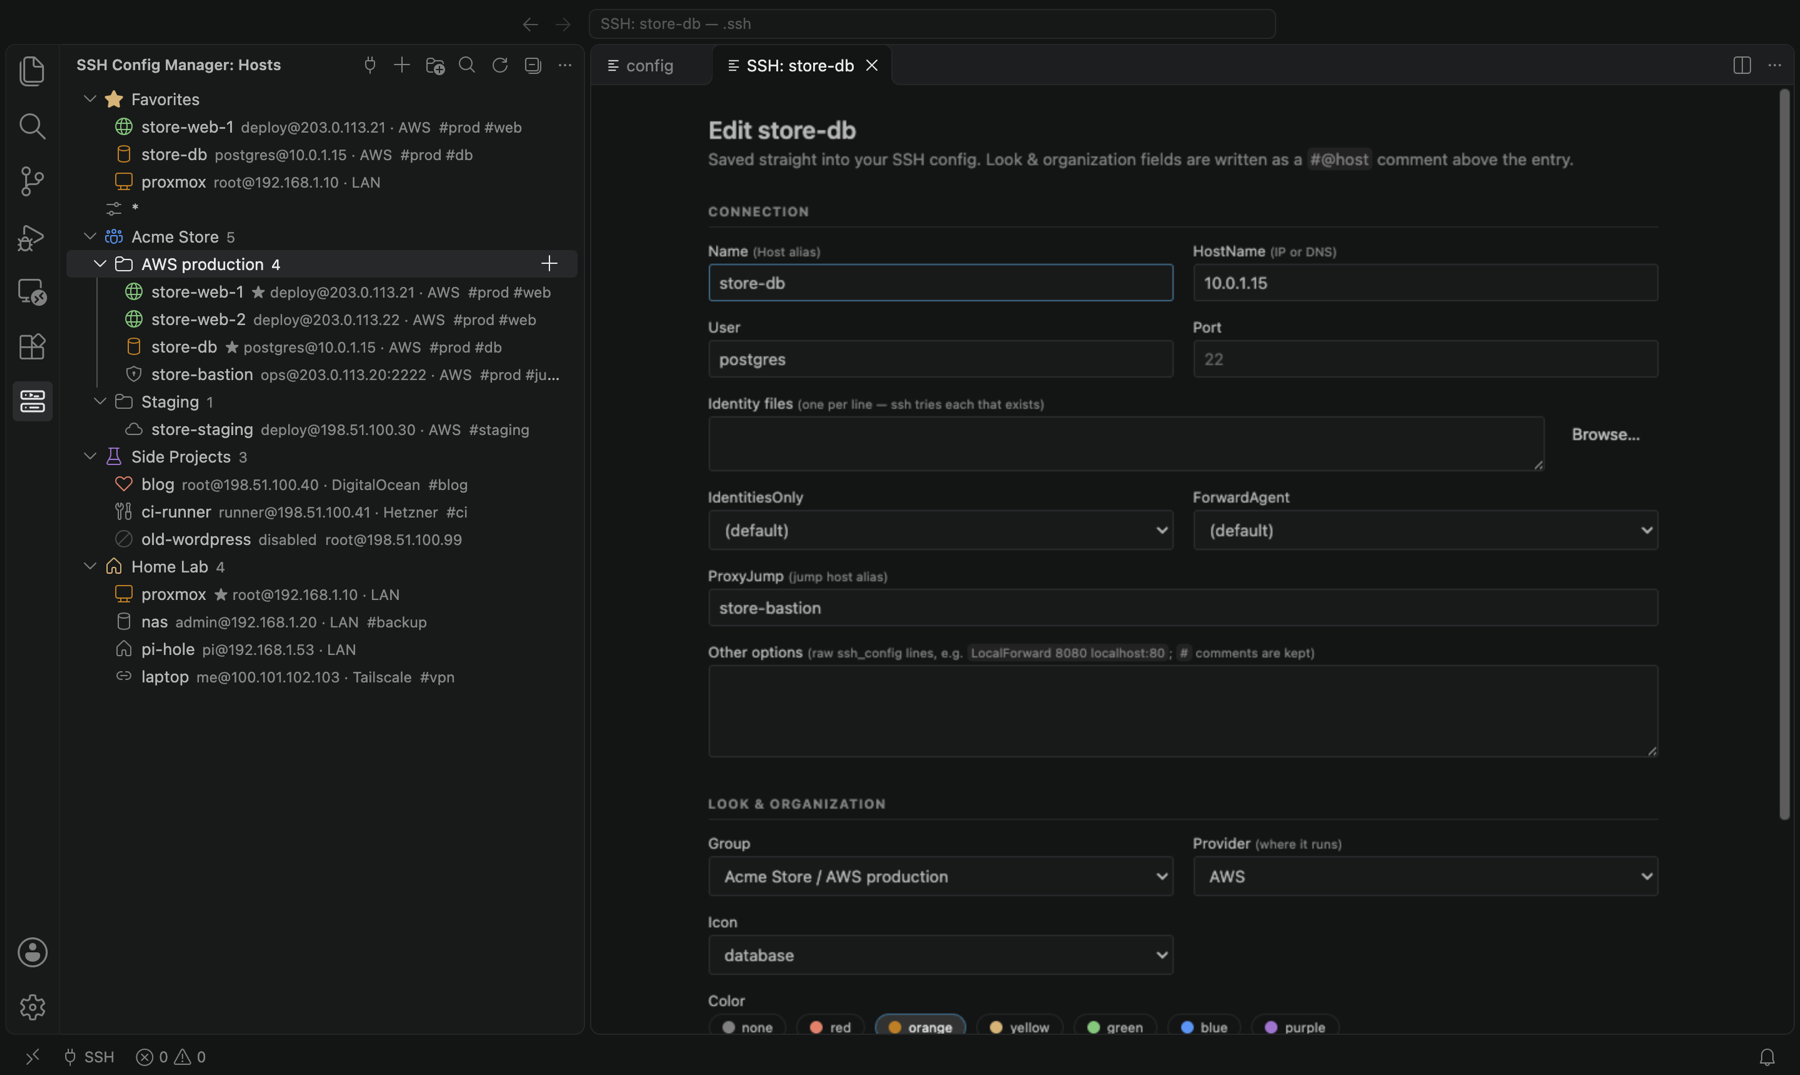 SSH: store-db — .ssh
SSH Config Manager: Hosts
Favorites
store-web-1 deploy@203.0.113.21 · AWS #prod #web
store-db postgres@10.0.1.15 · AWS #prod #db
proxmox root@192.168.1.10 · LAN
*
Acme Store 5
AWS production 4
store-web-1 deploy@203.0.113.21 · AWS #prod #web
store-web-2 deploy@203.0.113.22 · AWS #prod #web
store-db postgres@10.0.1.15 · AWS #prod #db
store-bastion ops@203.0.113.20:2222 · AWS #prod #ju...
Staging 1
store-staging deploy@198.51.100.30 · AWS #staging
Side Projects 3
blog root@198.51.100.40 · DigitalOcean #blog
ci-runner runner@198.51.100.41 · Hetzner #ci
old-wordpress disabled root@198.51.100.99
Home Lab 4
proxmox root@192.168.1.10 · LAN
nas admin@192.168.1.20 · LAN #backup
pi-hole pi@192.168.1.53 · LAN
laptop me@100.101.102.103 · Tailscale #vpn
config
SSH: store-db
Edit store-db
Saved straight into your SSH config. Look & organization fields are written as a #@host comment above the entry.
CONNECTION
Name (Host alias)
HostName (IP or DNS)
store-db
10.0.1.15
User
Port
postgres
22
Identity files (one per line — ssh tries each that exists)
Browse...
IdentitiesOnly
ForwardAgent
(default)
(default)
ProxyJump (jump host alias)
store-bastion
Other options (raw ssh_config lines, e.g. LocalForward 8080 localhost:80; # comments are kept)
LOOK & ORGANIZATION
Group
Provider (where it runs)
Acme Store / AWS production
AWS
Icon
database
Color
none red orange yellow green blue purple
SSH 0 0